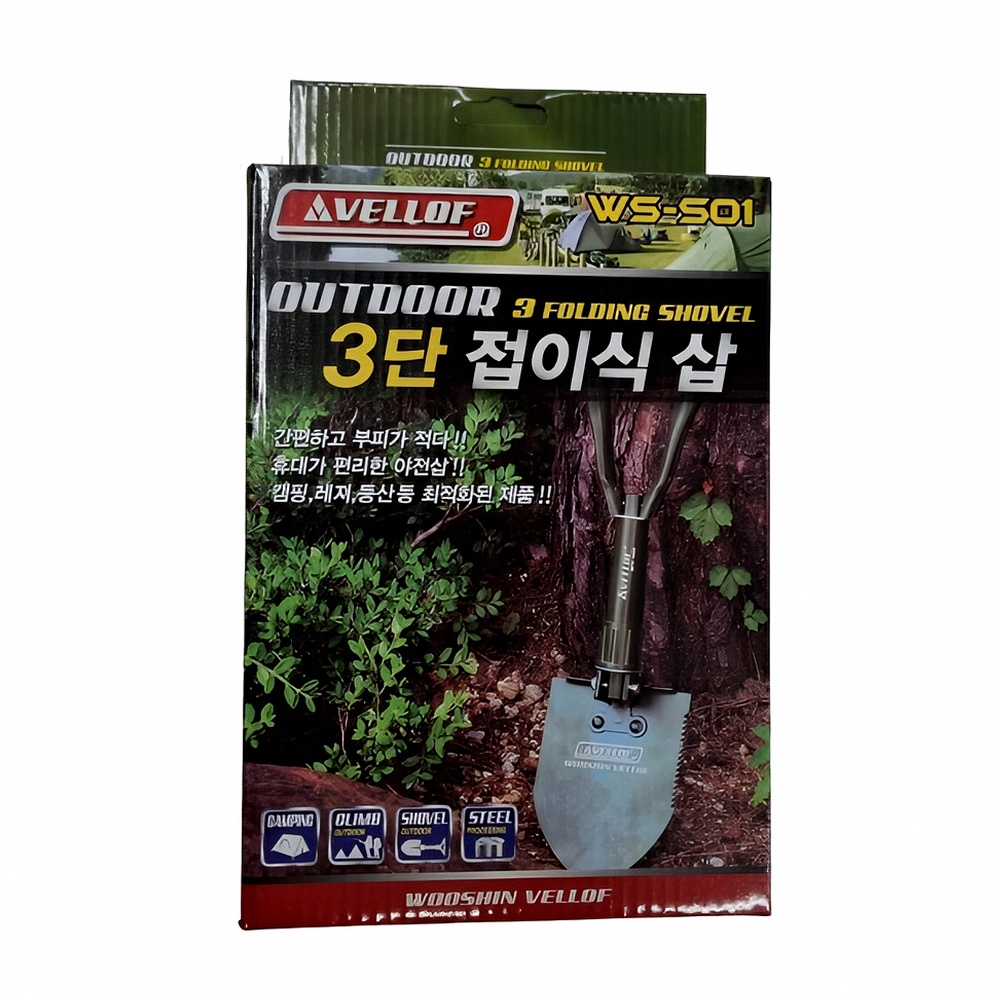 OUTDOOR 3 FOLDING SHOVEL
VELLOF
WS-S01
OUTDOOR 3 FOLDING SHOVEL
3단 접이식 삽
간편하고 부피가 적다!!
휴대가 편리한 야전삽!!
캠핑,레져,등산등 최적화된 제품!!
VELLOF
VELLOF
CAMPING
CLIMB
OUTDOOR
SHOVEL
OUTDOOR
STEEL
WOOSHIN VELLOF